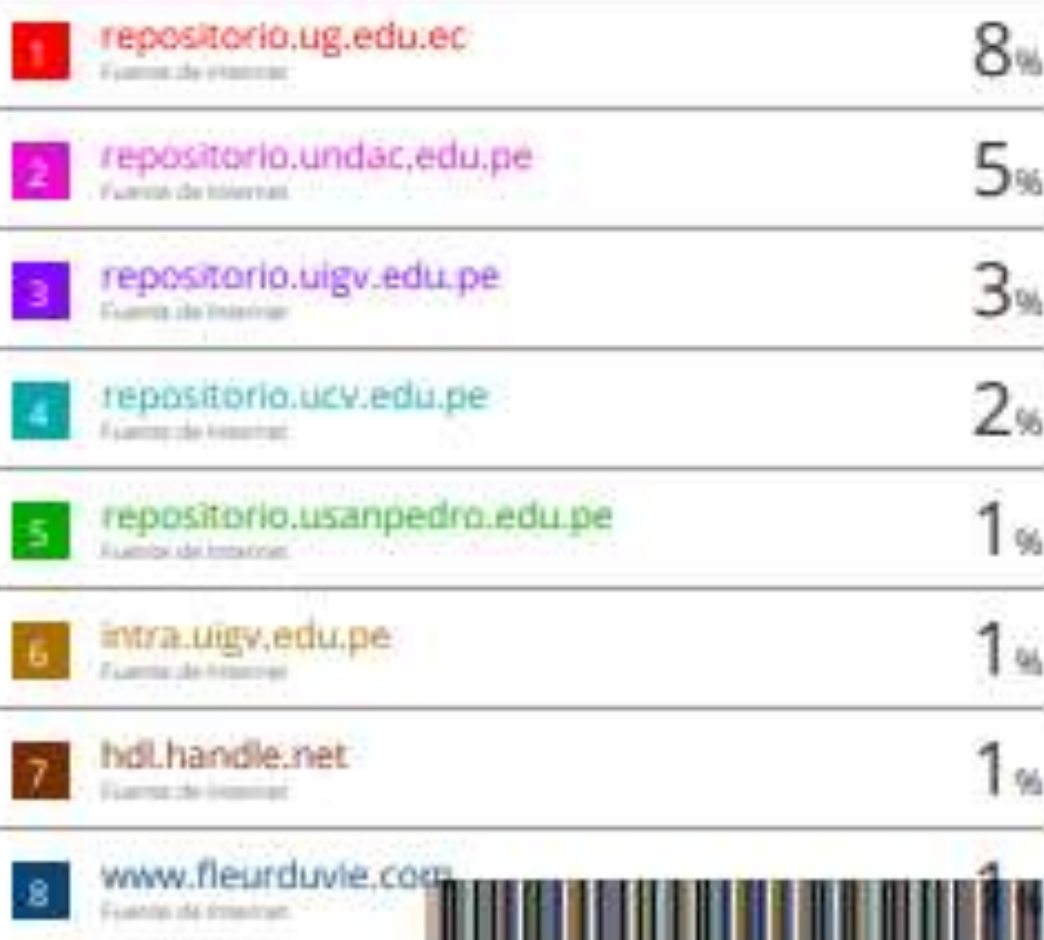 1 repositorio.ug.edu.ec 8%
Fuente de Internet
2 repositorio.undac.edu.pe 5%
Fuente de Internet
3 repositorio.uigv.edu.pe 3%
Fuente de Internet
4 repositorio.ucv.edu.pe 2%
Fuente de Internet
5 repositorio.usanpedro.edu.pe 1%
Fuente de Internet
6 intra.uigv.edu.pe 1%
Fuente de Internet
7 hdl.handle.net 1%
Fuente de Internet
8 www.fleurduvie.com
Fuente de Internet